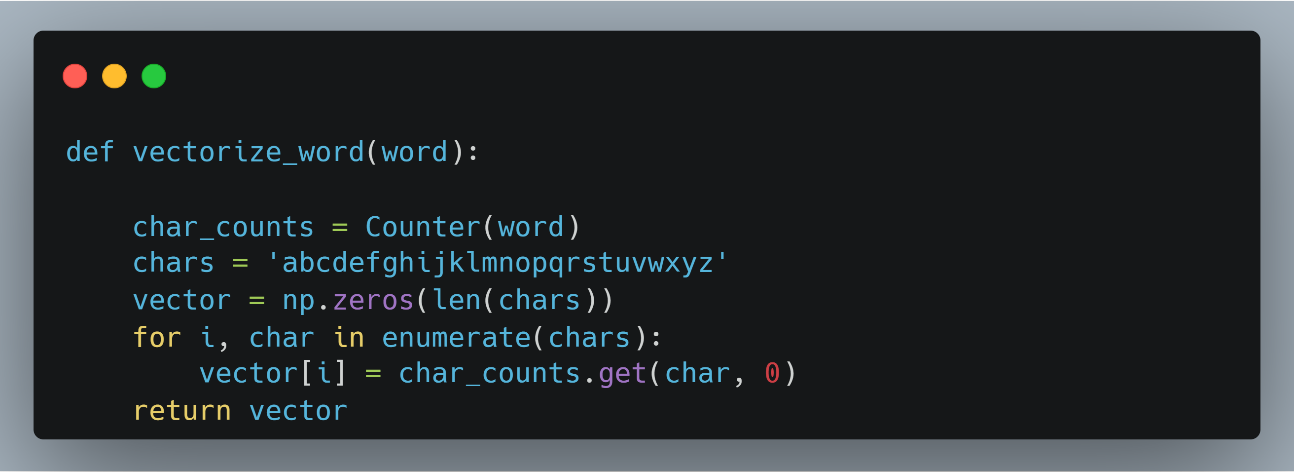 def vectorize_word(word):

    char_counts = Counter(word)
    chars = 'abcdefghijklmnopqrstuvwxyz'
    vector = np.zeros(len(chars))
    for i, char in enumerate(chars):
        vector[i] = char_counts.get(char, 0)
    return vector